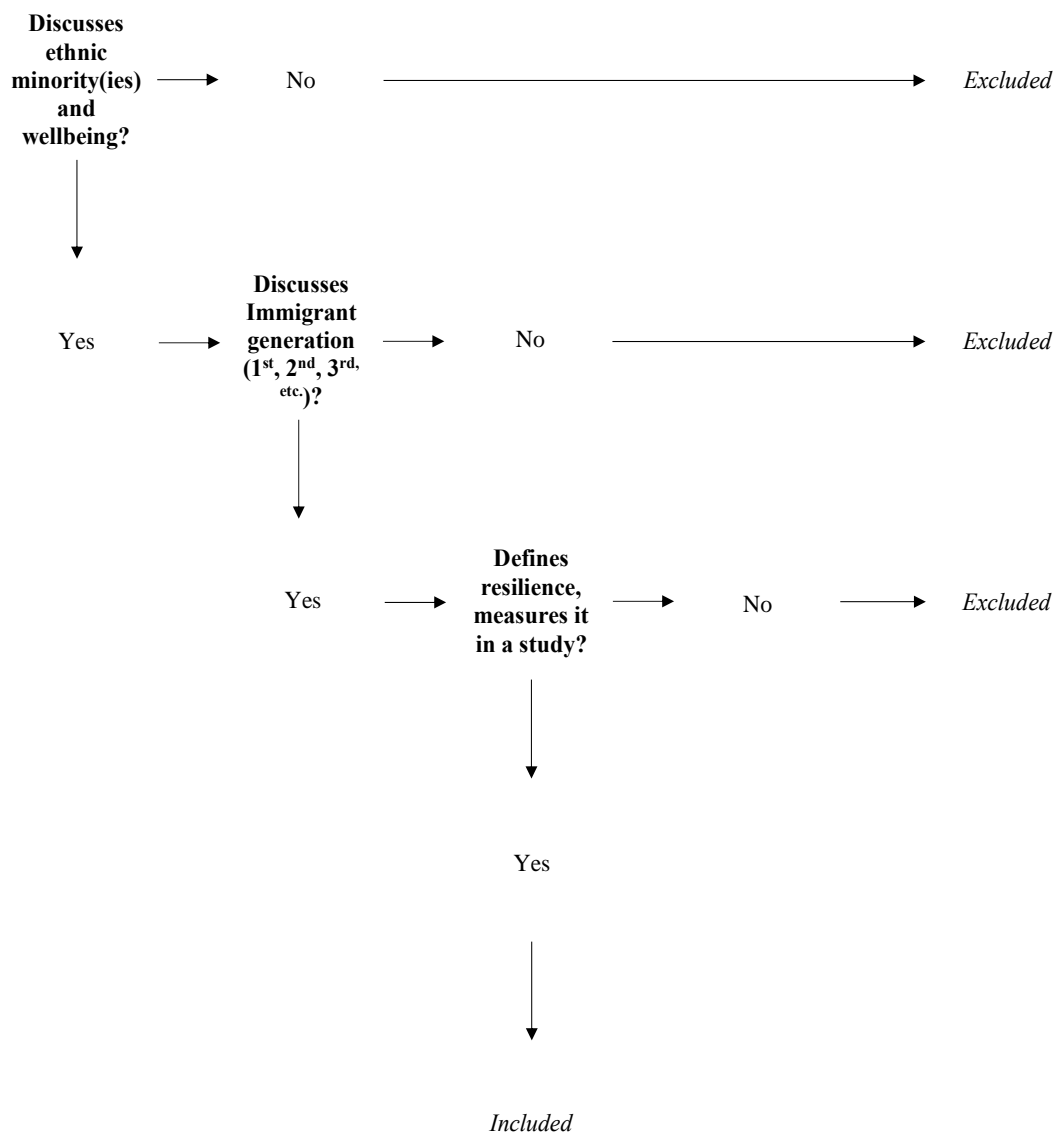 Discusses
ethnic
minority(ies)
and
wellbeing?
No
Excluded
Yes
Discusses
Immigrant
generation
(1st, 2nd, 3rd,
etc.)?
No
Excluded
Yes
Defines
resilience,
measures it
in a study?
No
Excluded
Yes
Included